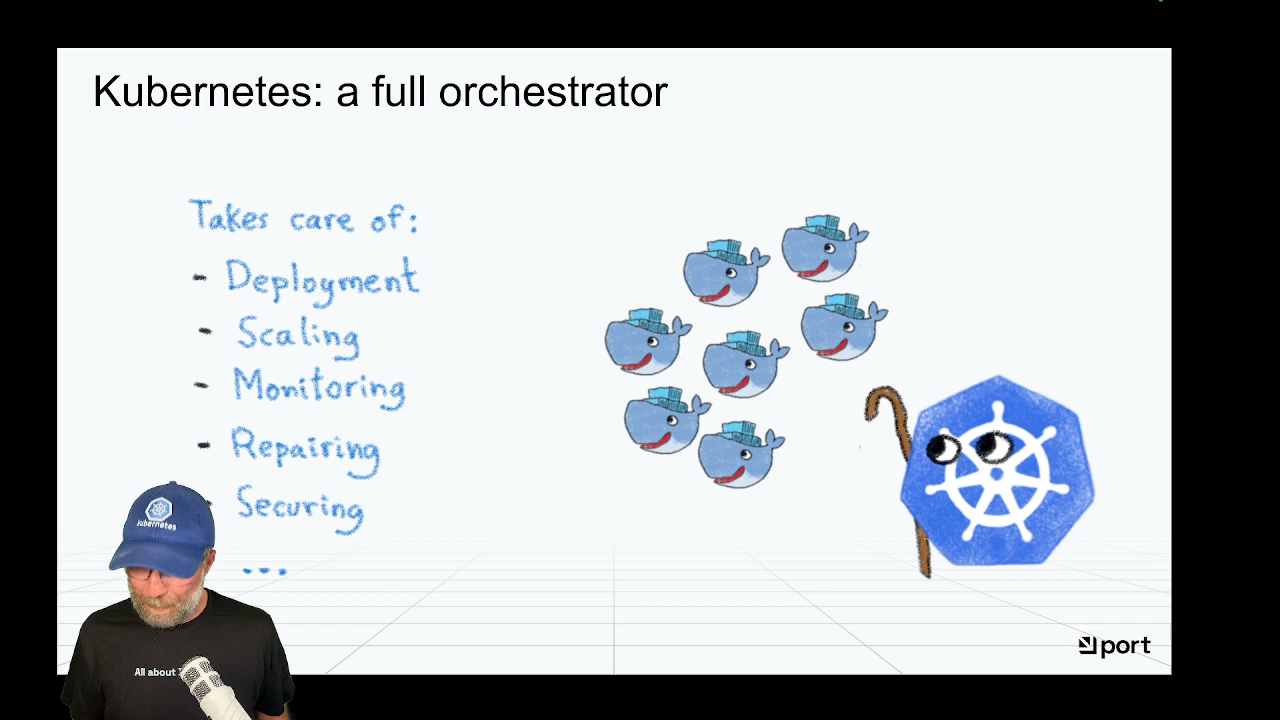 Kubernetes: a full orchestrator
Takes care of:
- Deployment
- Scaling
- Monitoring
- Repairing
- Securing
...
kubernetes
All about
port